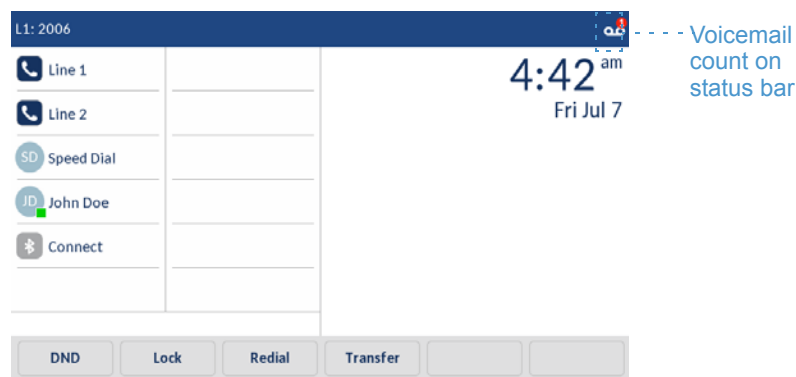 L1: 2006
Voicemail
count on
status bar
Line 1
4:42 am
Line 2
Fri Jul 7
SD Speed Dial
JD John Doe
Connect
DND Lock Redial Transfer